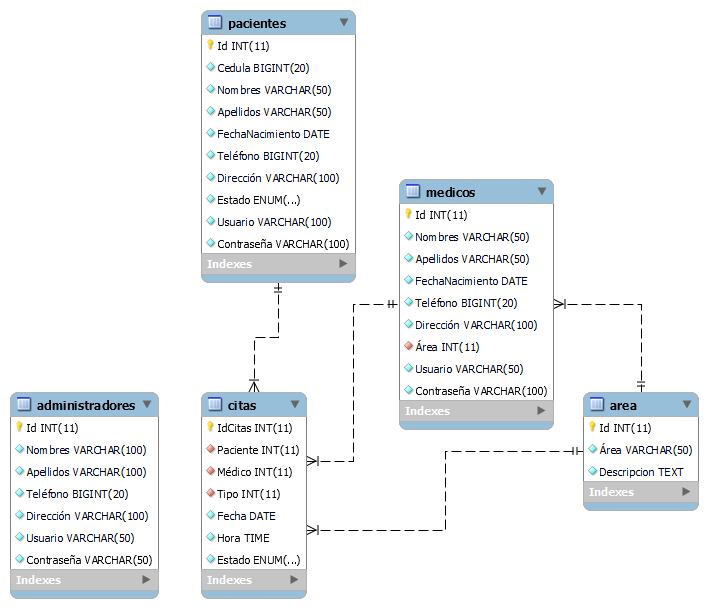 pacientes
Id INT(11)
Cedula BIGINT(20)
Nombres VARCHAR(50)
Apellidos VARCHAR(50)
FechaNacimiento DATE
Teléfono BIGINT(20)
Dirección VARCHAR(100)
Estado ENUM(...)
Usuario VARCHAR(100)
Contraseña VARCHAR(100)
Indexes
medicos
Id INT(11)
Nombres VARCHAR(50)
Apellidos VARCHAR(50)
FechaNacimiento DATE
Teléfono BIGINT(20)
Dirección VARCHAR(100)
Área INT(11)
Usuario VARCHAR(50)
Contraseña VARCHAR(100)
Indexes
administradores
Id INT(11)
Nombres VARCHAR(100)
Apellidos VARCHAR(100)
Teléfono BIGINT(20)
Dirección VARCHAR(100)
Usuario VARCHAR(50)
Contraseña VARCHAR(50)
Indexes
citas
IdCitas INT(11)
Paciente INT(11)
Médico INT(11)
Tipo INT(11)
Fecha DATE
Hora TIME
Estado ENUM(...)
Indexes
area
Id INT(11)
Área VARCHAR(50)
Descripcion TEXT
Indexes